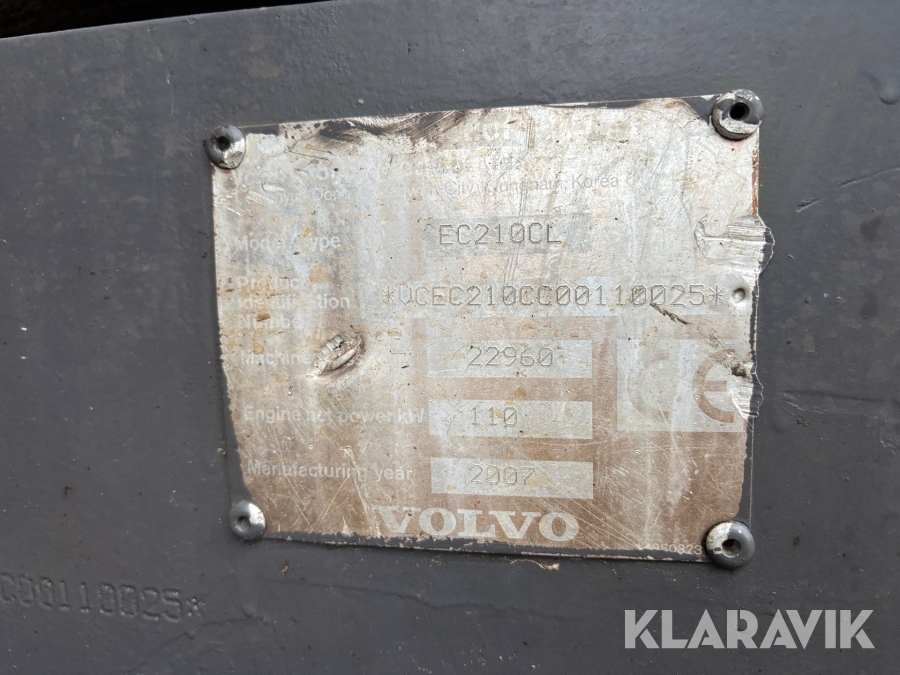 KLARAVIK
Korea
Model/type EC210CL
Product
identification *VCEC210CC00110025*
Number
Machine 22960
Engine net power kW 110
Manufacturing year 2007
VOLVO
C00110025*
KLARAVIK